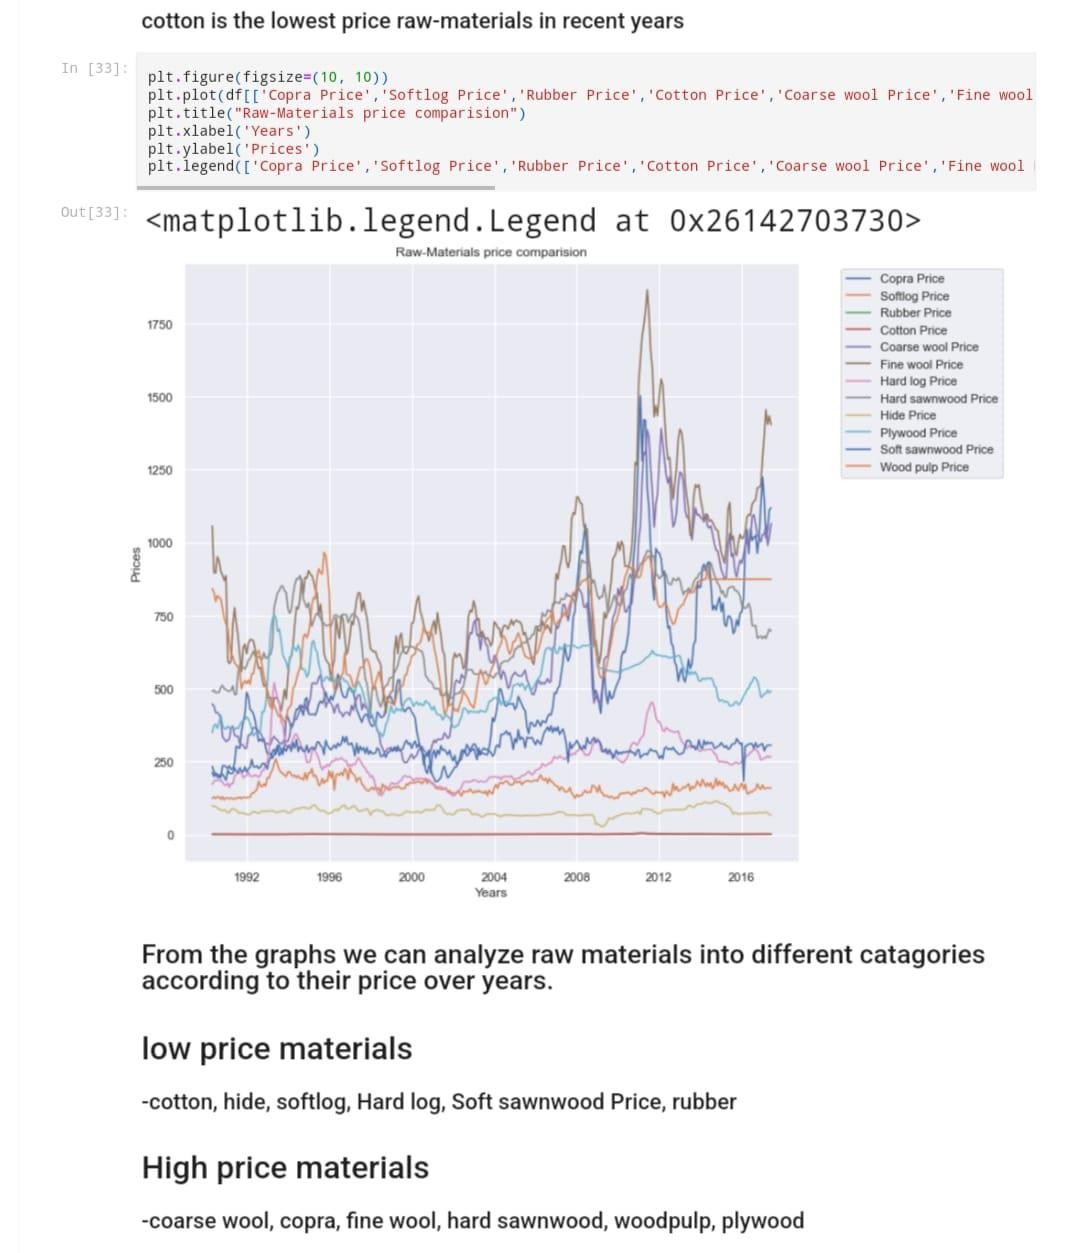 cotton is the lowest price raw-materials in recent years
In [33]:
plt.figure(figsize=(10, 10))
plt.plot(df[['Copra Price','Softlog Price','Rubber Price','Cotton Price','Coarse wool Price','Fine wool
plt.title("Raw-Materials price comparision")
plt.xlabel('Years')
plt.ylabel('Prices')
plt.legend(['Copra Price','Softlog Price','Rubber Price','Cotton Price','Coarse wool Price','Fine wool
Out[33]:
<matplotlib.legend.Legend at 0x26142703730>
Raw-Materials price comparision
Copra Price
Softlog Price
Rubber Price
Cotton Price
Coarse wool Price
Fine wool Price
Hard log Price
Hard sawnwood Price
Hide Price
Plywood Price
Soft sawnwood Price
Wood pulp Price
1750
1500
1250
1000
750
500
250
0
Prices
1992 1996 2000 2004 2008 2012 2016
Years
From the graphs we can analyze raw materials into different catagories
according to their price over years.
low price materials
-cotton, hide, softlog, Hard log, Soft sawnwood Price, rubber
High price materials
-coarse wool, copra, fine wool, hard sawnwood, woodpulp, plywood